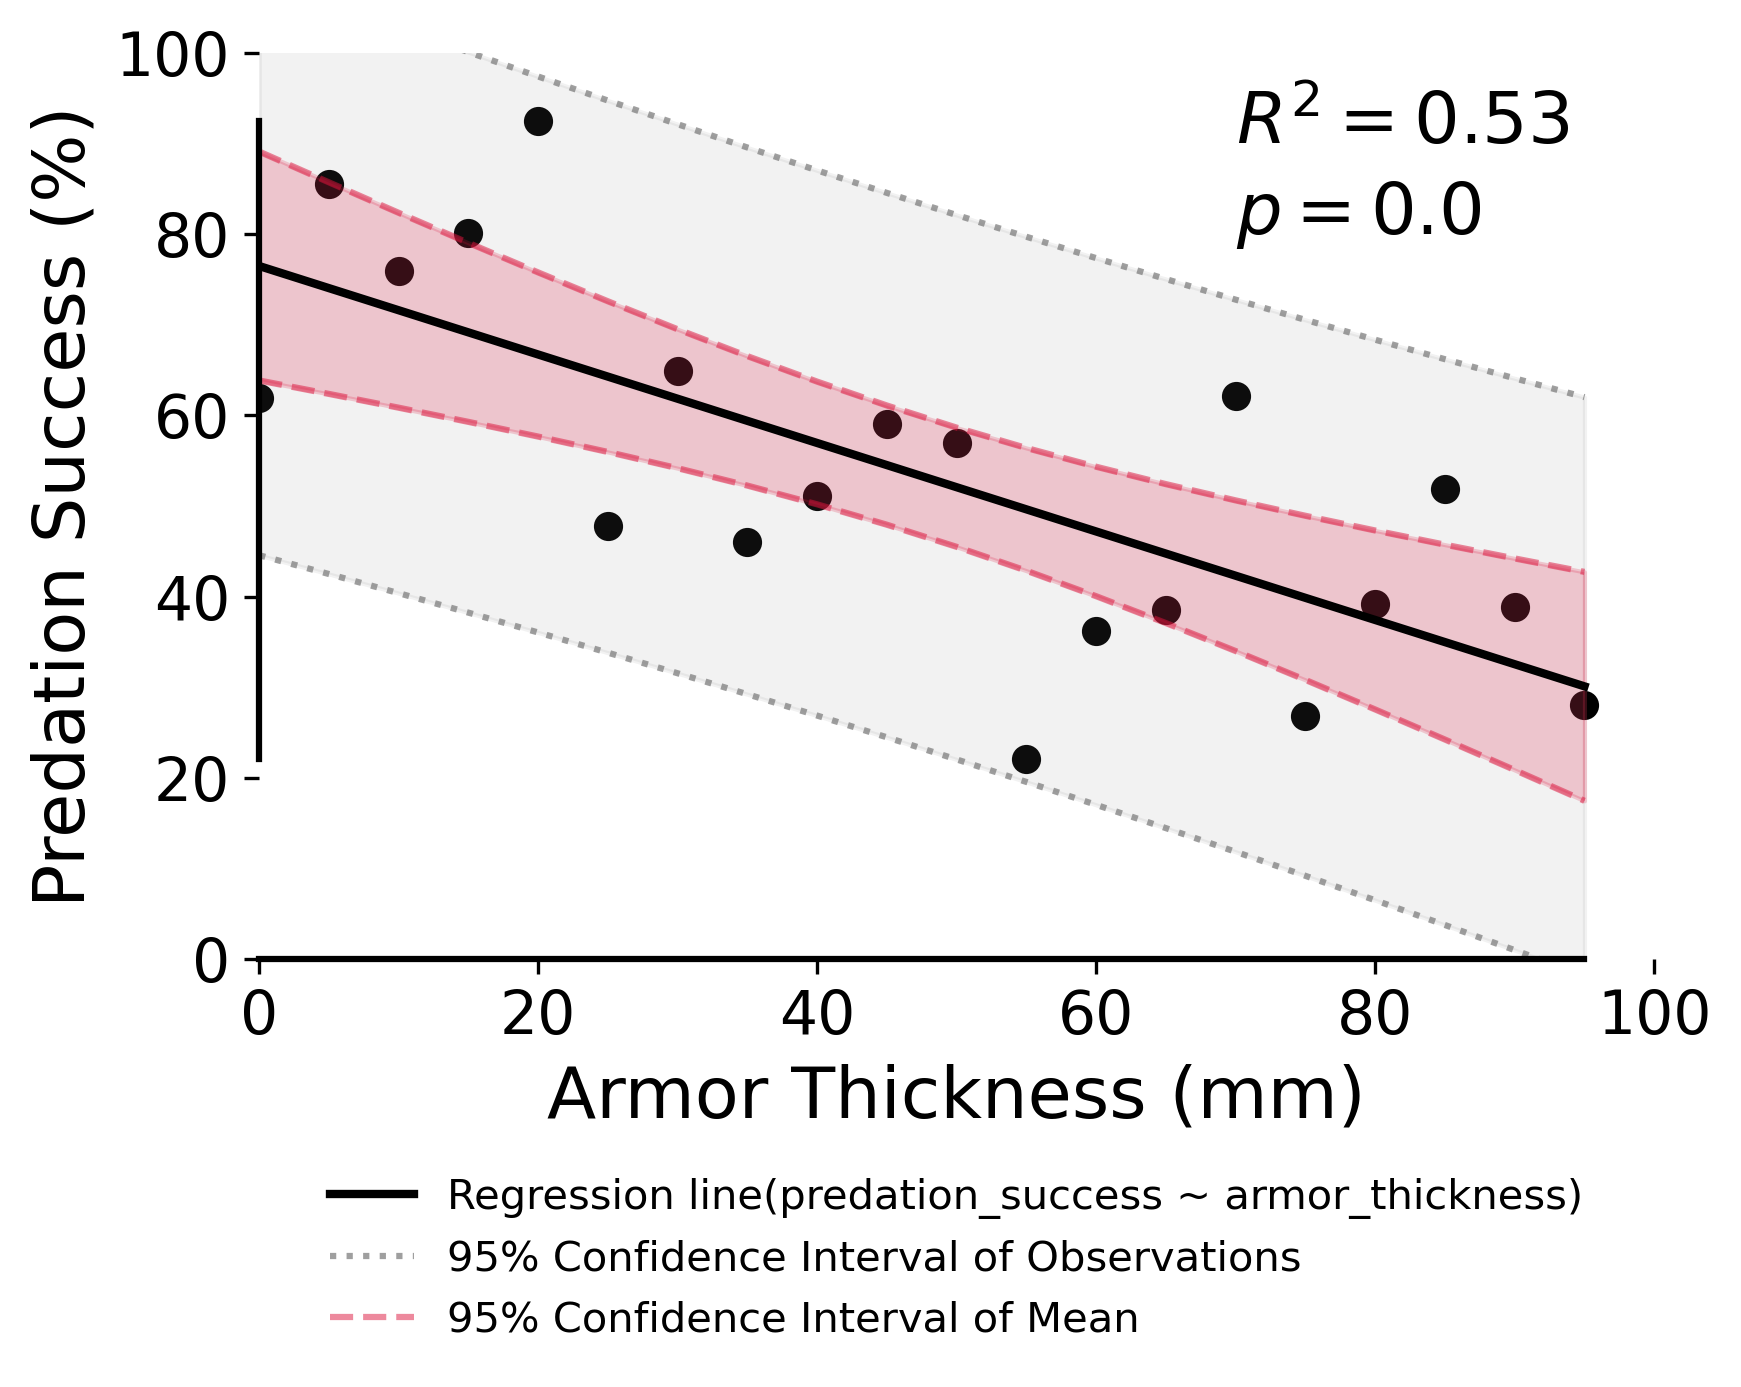 100
80
60
40
20
0
Predation Success (%)
R² = 0.53
p = 0.0
0 20 40 60 80 100
Armor Thickness (mm)
Regression line(predation_success ~ armor_thickness)
95% Confidence Interval of Observations
95% Confidence Interval of Mean